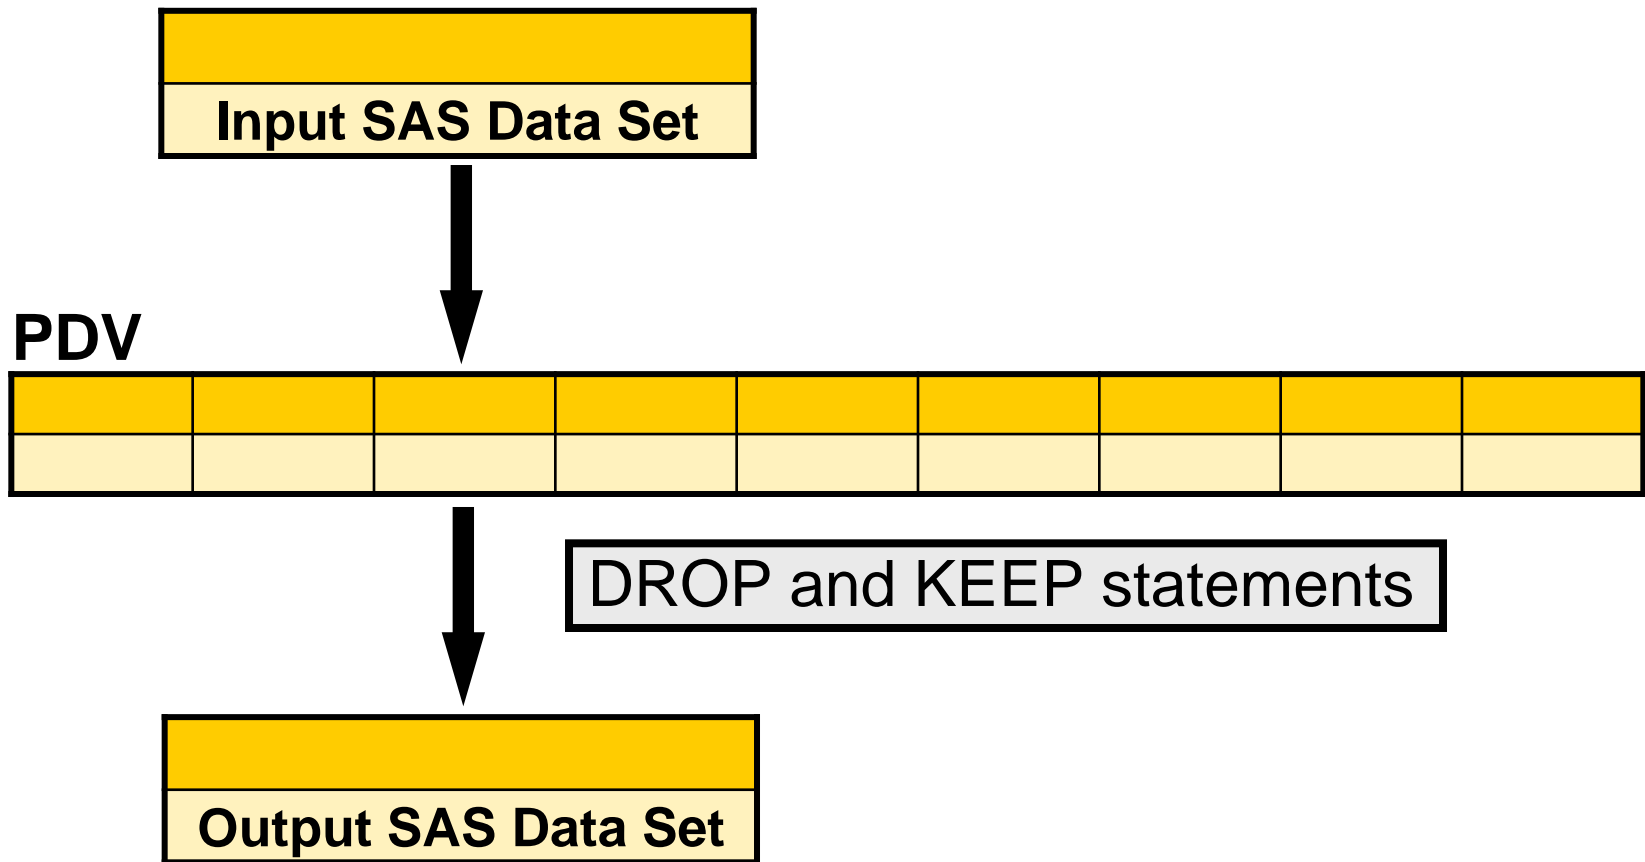 Input SAS Data Set
PDV
DROP and KEEP statements
Output SAS Data Set